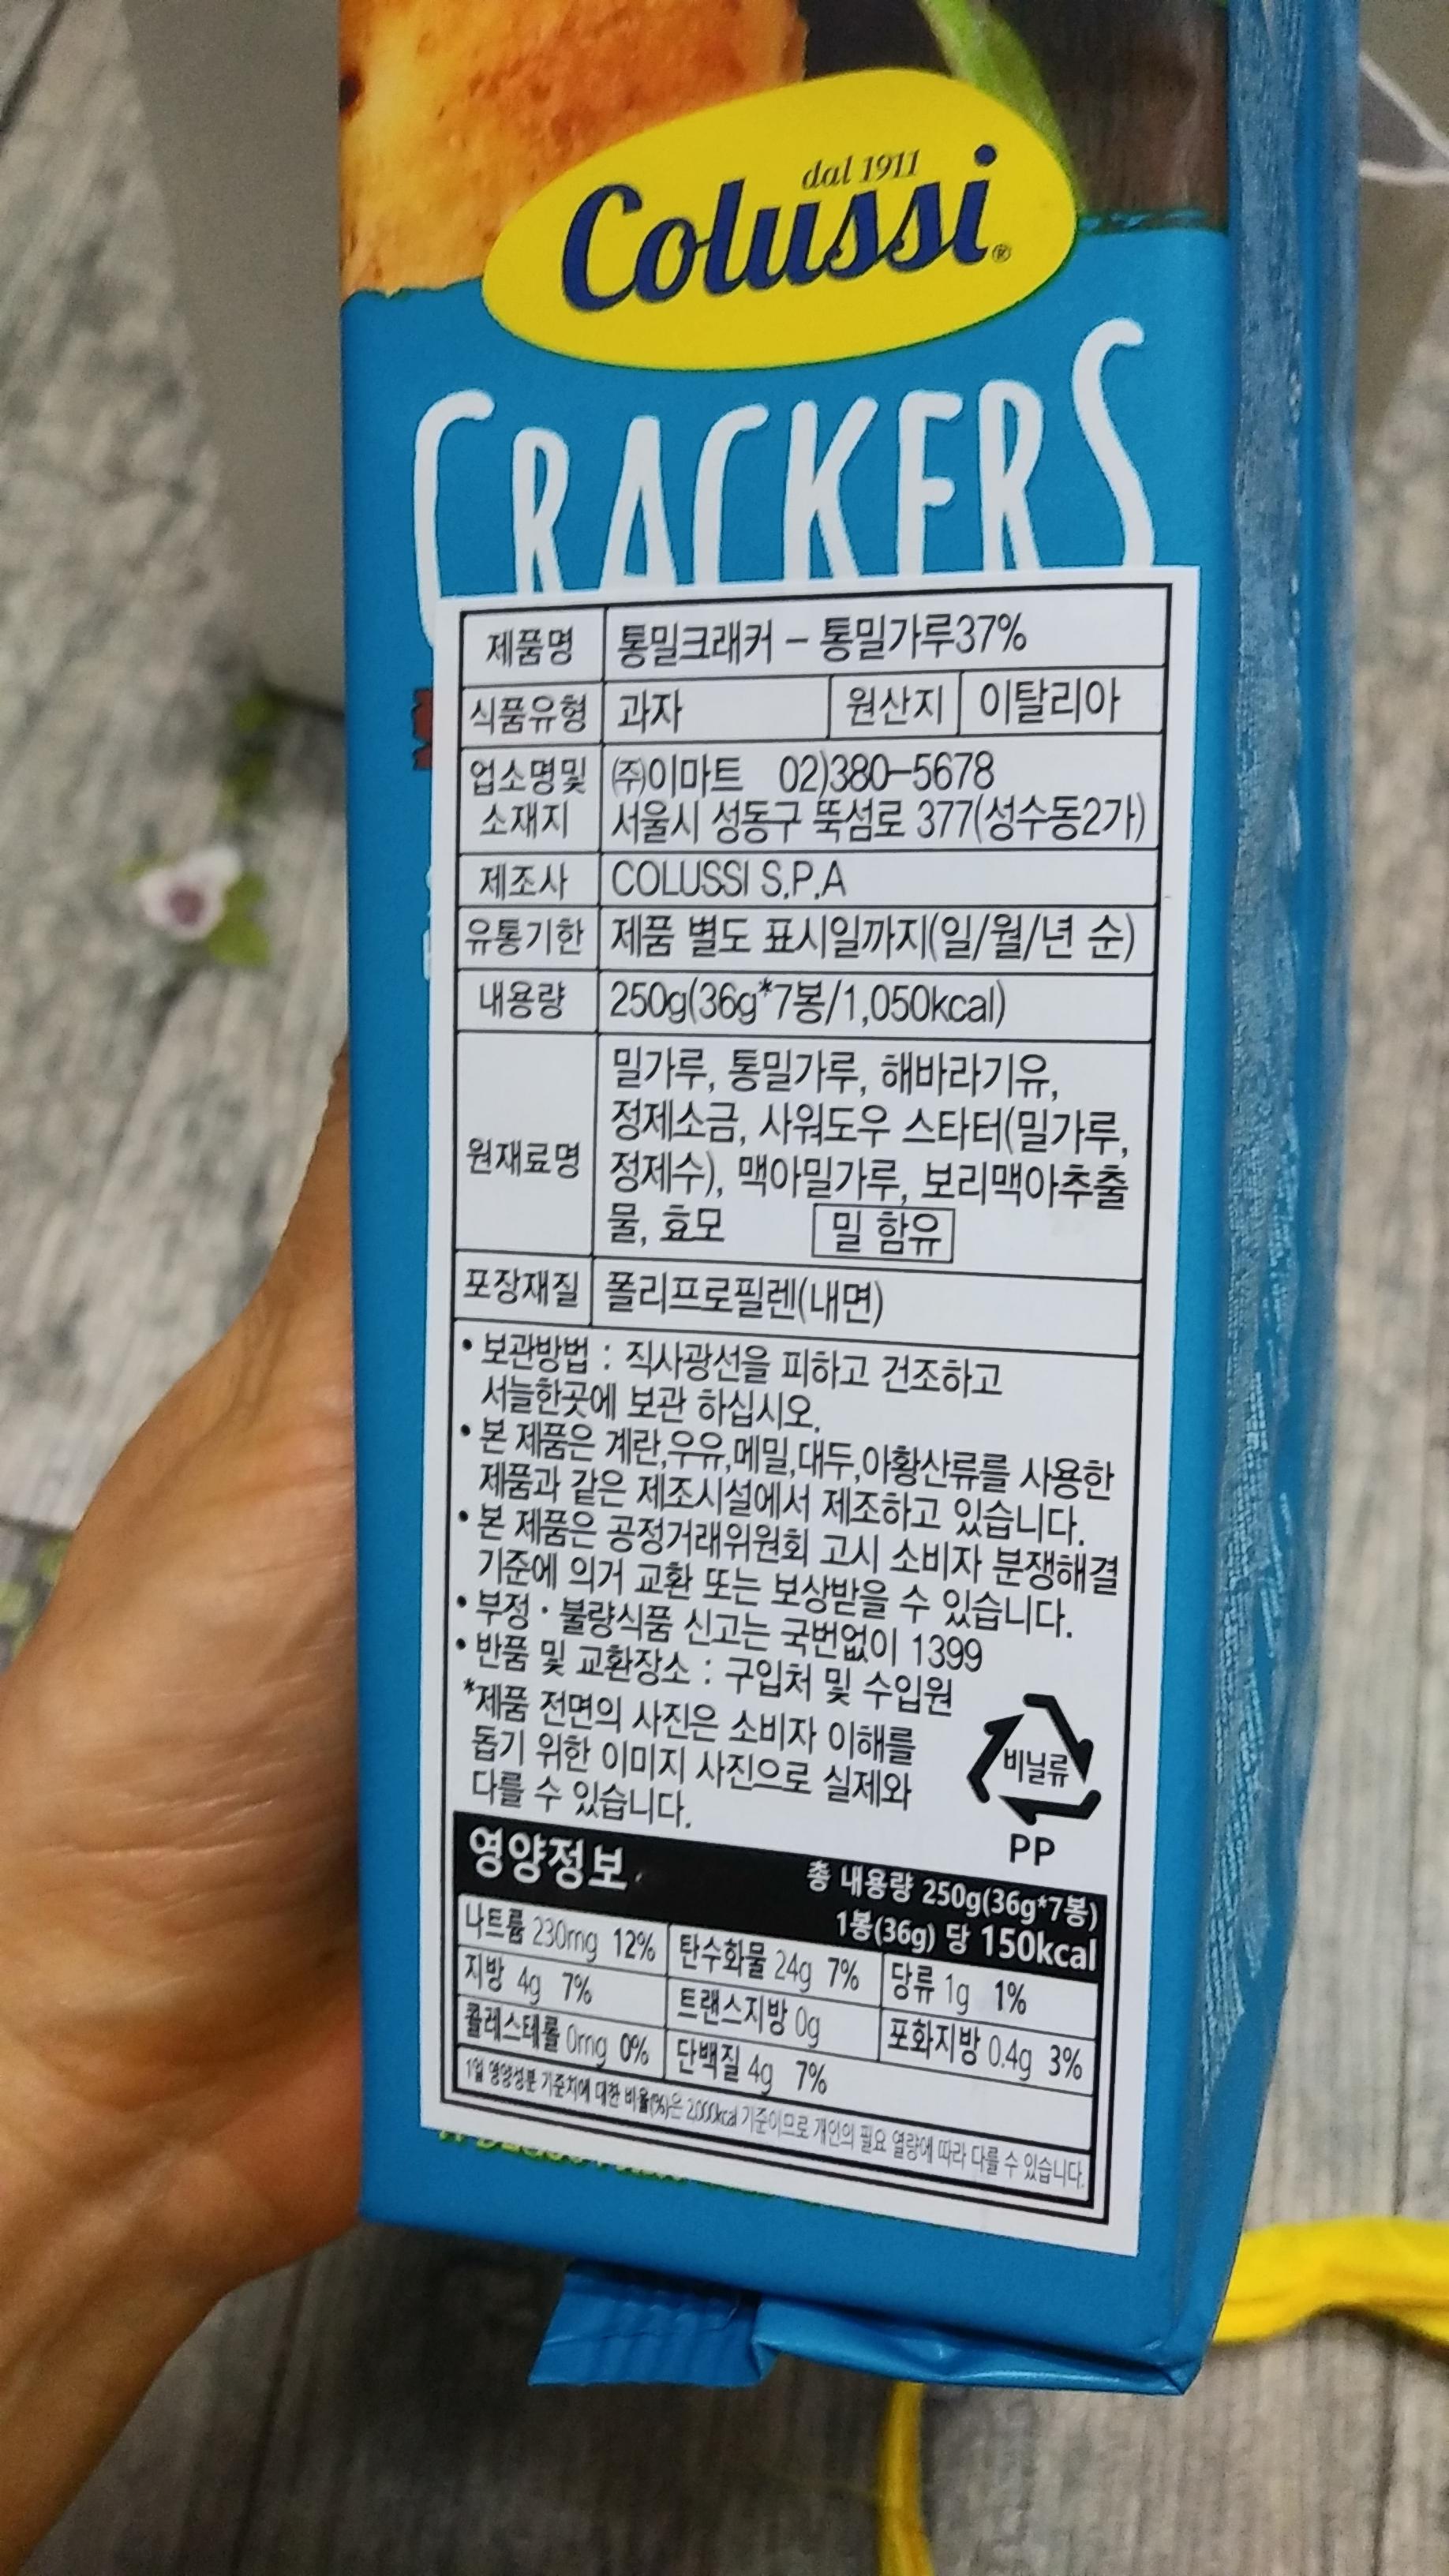 dal 1911
Colussi®
CRACKERS
제품명 통밀크래커 – 통밀가루37%
식품유형 과자 원산지 이탈리아
업소명및 ㈜이마트 02)380-5678
소재지 서울시 성동구 뚝섬로 377(성수동2가)
제조사 COLUSSI S.P.A
유통기한 제품 별도 표시일까지(일/월/년 순)
내용량 250g(36g*7봉/1,050kcal)
원재료명 밀가루, 통밀가루, 해바라기유,
정제소금, 사워도우 스타터(밀가루,
정제수), 맥아밀가루, 보리맥아추출
물, 효모 밀 함유
포장재질 폴리프로필렌(내면)
• 보관방법 : 직사광선을 피하고 건조하고
서늘한곳에 보관 하십시오.
• 본 제품은 계란,우유,메밀,대두,아황산류를 사용한
제품과 같은 제조시설에서 제조하고 있습니다.
• 본 제품은 공정거래위원회 고시 소비자 분쟁해결
기준에 의거 교환 또는 보상받을 수 있습니다.
• 부정 · 불량식품 신고는 국번없이 1399
• 반품 및 교환장소 : 구입처 및 수입원
*제품 전면의 사진은 소비자 이해를
돕기 위한 이미지 사진으로 실제와
다를 수 있습니다.
비닐류
PP
영양정보 총 내용량 250g(36g*7봉)
1봉(36g) 당 150kcal
나트륨 230mg 12% 탄수화물 24g 7% 당류 1g 1%
지방 4g 7% 트랜스지방 0g 포화지방 0.4g 3%
콜레스테롤 0mg 0% 단백질 4g 7%
1일 영양성분 기준치에 대한 비율(%)은 2,000kcal 기준이므로 개인의 필요 열량에 따라 다를 수 있습니다.